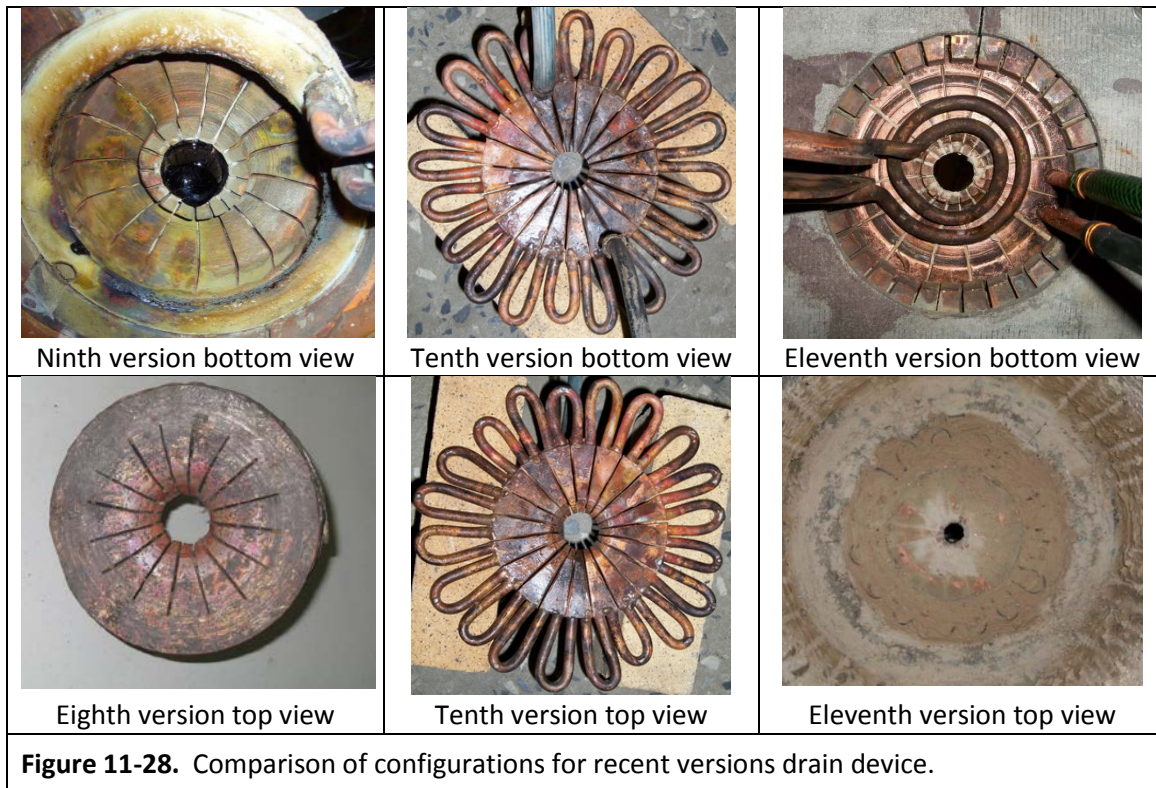 Ninth version bottom view
Tenth version bottom view
Eleventh version bottom view
Eighth version top view
Tenth version top view
Eleventh version top view
Figure 11-28. Comparison of configurations for recent versions drain device.